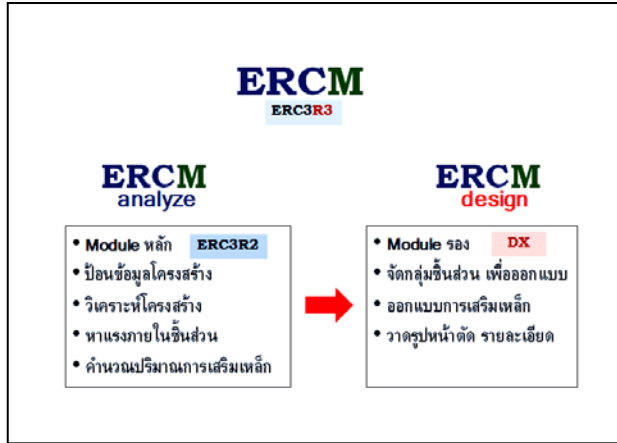 ERCM
ERC3R3
ERCM
analyze
• Module หลัก ERC3R2
• ป้อนข้อมูลโครงสร้าง
• วิเคราะห์โครงสร้าง
• หาแรงภายในชิ้นส่วน
• คำนวณปริมาณการเสริมเหล็ก
ERCM
design
• Module รอง DX
• จัดกลุ่มชิ้นส่วน เพื่อออกแบบ
• ออกแบบการเสริมเหล็ก
• วาดรูปหน้าตัด รายละเอียด